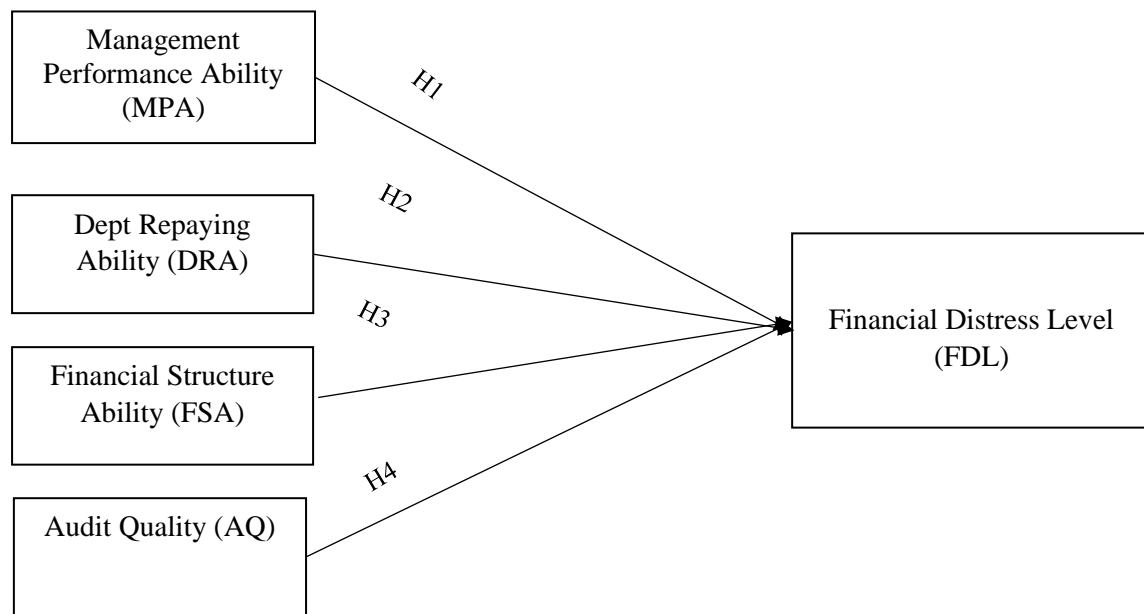 Management
Performance Ability
(MPA)
H1
H2
Dept Repaying
Ability (DRA)
H3
Financial Distress Level
(FDL)
Financial Structure
Ability (FSA)
H4
Audit Quality (AQ)